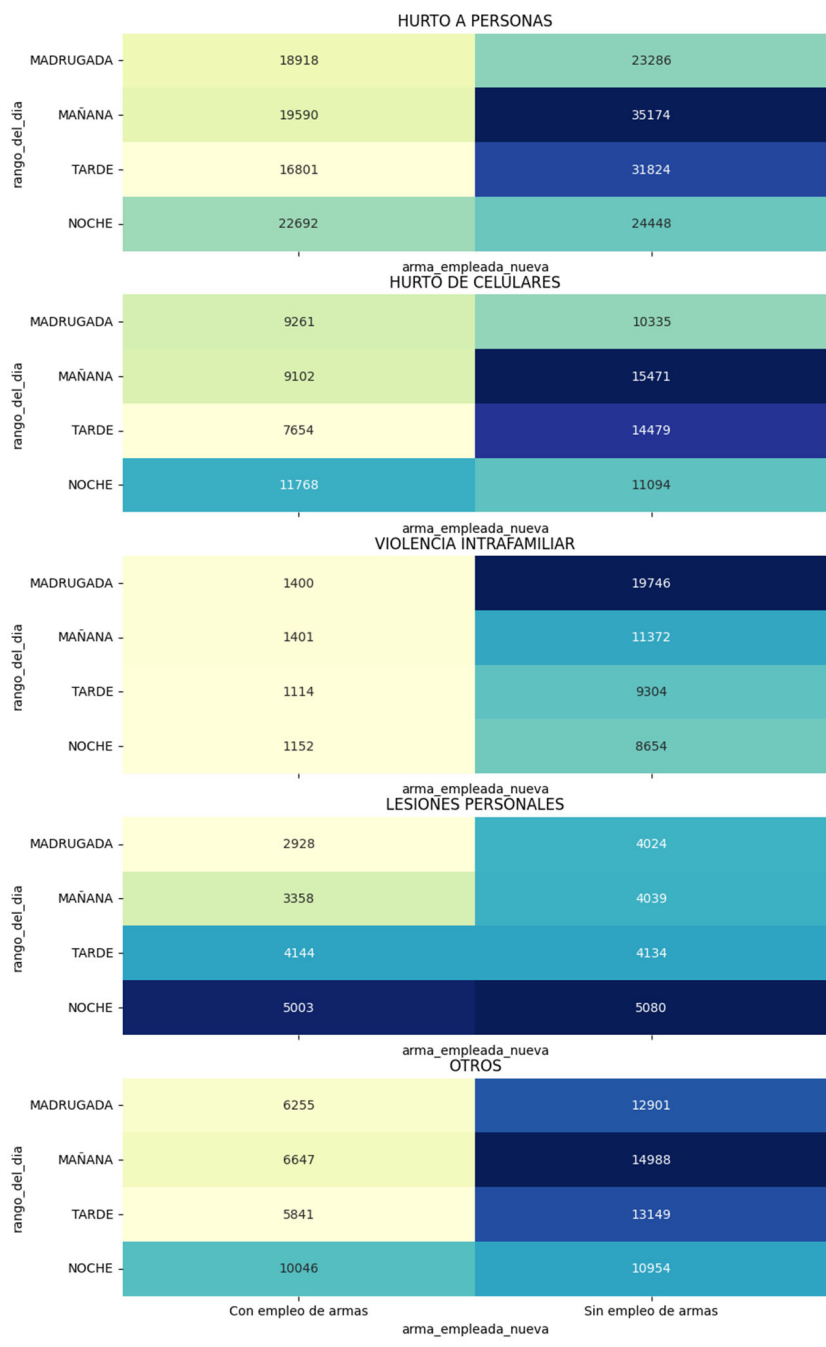 HURTO A PERSONAS
rango_del_dia
MADRUGADA 18918 23286
MAÑANA 19590 35174
TARDE 16801 31824
NOCHE 22692 24448
arma_empleada_nueva
HURTO DE CELULARES
rango_del_dia
MADRUGADA 9261 10335
MAÑANA 9102 15471
TARDE 7654 14479
NOCHE 11768 11094
arma_empleada_nueva
VIOLENCIA INTRAFAMILIAR
rango_del_dia
MADRUGADA 1400 19746
MAÑANA 1401 11372
TARDE 1114 9304
NOCHE 1152 8654
arma_empleada_nueva
LESIONES PERSONALES
rango_del_dia
MADRUGADA 2928 4024
MAÑANA 3358 4039
TARDE 4144 4134
NOCHE 5003 5080
arma_empleada_nueva
OTROS
rango_del_dia
MADRUGADA 6255 12901
MAÑANA 6647 14988
TARDE 5841 13149
NOCHE 10046 10954
Con empleo de armas Sin empleo de armas
arma_empleada_nueva